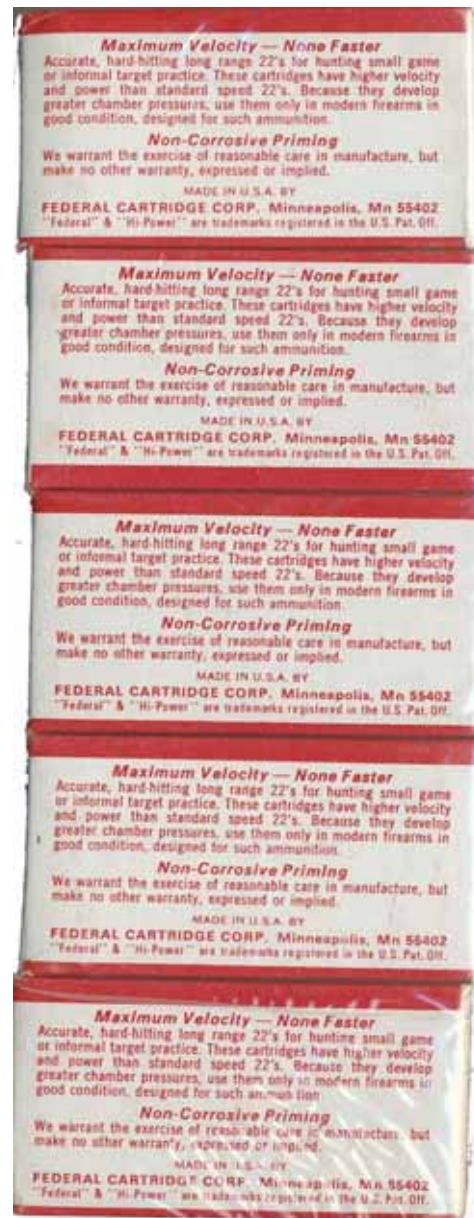 Maximum Velocity — None Faster
Accurate, hard-hitting long range 22's for hunting small game
or informal target practice. These cartridges have higher velocity
and power than standard speed 22's. Because they develop
greater chamber pressures, use them only in modern firearms in
good condition, designed for such ammunition.
Non-Corrosive Priming
We warrant the exercise of reasonable care in manufacture, but
make no other warranty, expressed or implied.
MADE IN U.S.A. BY
FEDERAL CARTRIDGE CORP. Minneapolis, Mn 55402
"Federal" & "Hi-Power" are trademarks registered in the U.S. Pat. Off.
Maximum Velocity — None Faster
Accurate, hard-hitting long range 22's for hunting small game
or informal target practice. These cartridges have higher velocity
and power than standard speed 22's. Because they develop
greater chamber pressures, use them only in modern firearms in
good condition, designed for such ammunition.
Non-Corrosive Priming
We warrant the exercise of reasonable care in manufacture, but
make no other warranty, expressed or implied.
MADE IN U.S.A. BY
FEDERAL CARTRIDGE CORP. Minneapolis, Mn 55402
"Federal" & "Hi-Power" are trademarks registered in the U.S. Pat. Off.
Maximum Velocity — None Faster
Accurate, hard-hitting long range 22's for hunting small game
or informal target practice. These cartridges have higher velocity
and power than standard speed 22's. Because they develop
greater chamber pressures, use them only in modern firearms in
good condition, designed for such ammunition.
Non-Corrosive Priming
We warrant the exercise of reasonable care in manufacture, but
make no other warranty, expressed or implied.
MADE IN U.S.A. BY
FEDERAL CARTRIDGE CORP. Minneapolis, Mn 55402
"Federal" & "Hi-Power" are trademarks registered in the U.S. Pat. Off.
Maximum Velocity — None Faster
Accurate, hard-hitting long range 22's for hunting small game
or informal target practice. These cartridges have higher velocity
and power than standard speed 22's. Because they develop
greater chamber pressures, use them only in modern firearms in
good condition, designed for such ammunition.
Non-Corrosive Priming
We warrant the exercise of reasonable care in manufacture, but
make no other warranty, expressed or implied.
MADE IN U.S.A. BY
FEDERAL CARTRIDGE CORP. Minneapolis, Mn 55402
"Federal" & "Hi-Power" are trademarks registered in the U.S. Pat. Off.
Maximum Velocity — None Faster
Accurate, hard-hitting long range 22's for hunting small game
or informal target practice. These cartridges have higher velocity
and power than standard speed 22's. Because they develop
greater chamber pressures, use them only in modern firearms in
good condition, designed for such ammunition
Non-Corrosive Priming
We warrant the exercise of reasonable care in manufacture, but
make no other warranty, expressed or implied.
MADE IN U.S.A. BY
FEDERAL CARTRIDGE CORP. Minneapolis, Mn 55402
"Federal" & "Hi-Power" are trademarks registered in the U.S. Pat. Off.